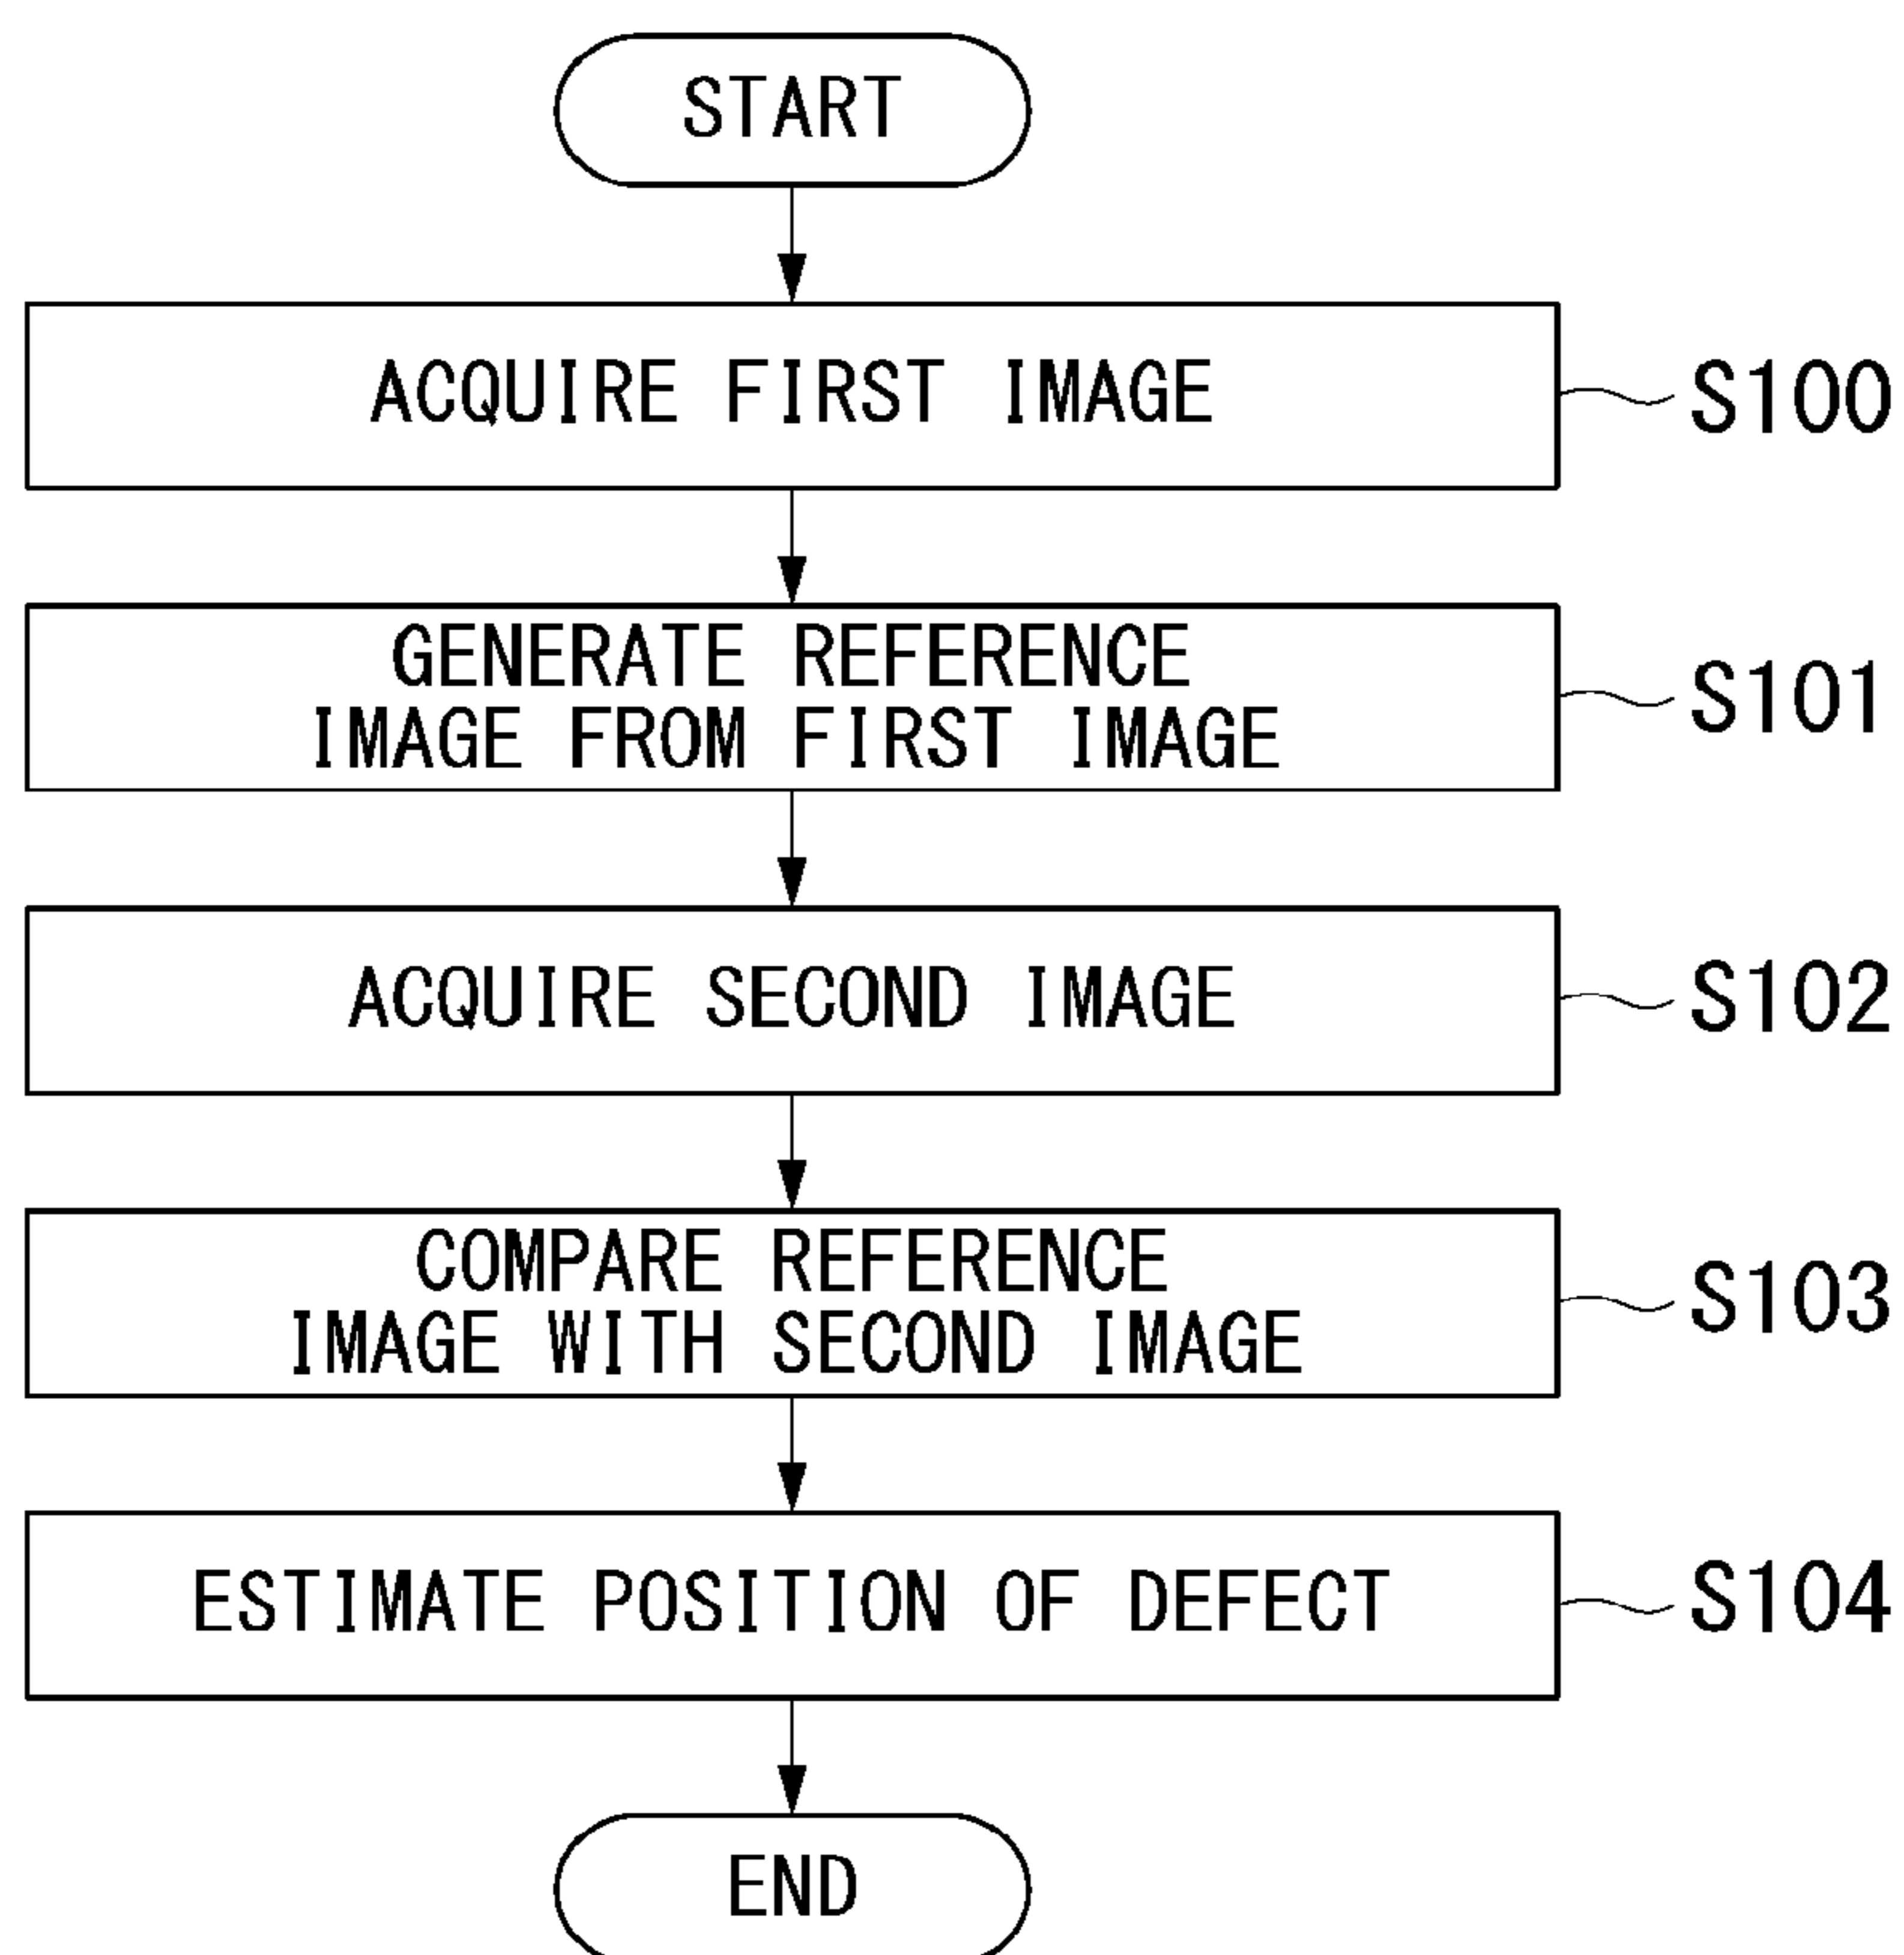 START
ACQUIRE FIRST IMAGE
S100
GENERATE REFERENCE
IMAGE FROM FIRST IMAGE
S101
ACQUIRE SECOND IMAGE
S102
COMPARE REFERENCE
IMAGE WITH SECOND IMAGE
S103
ESTIMATE POSITION OF DEFECT
S104
END